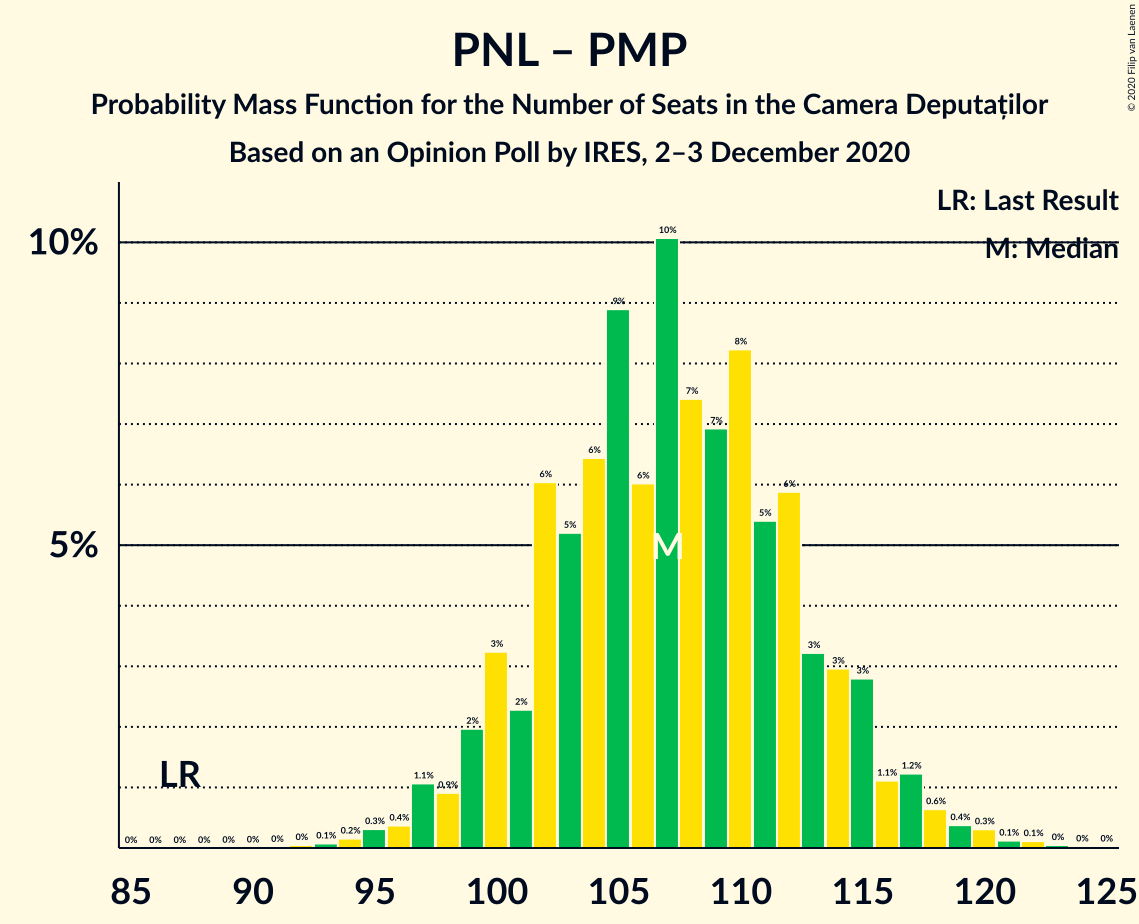 PNL – PMP
Probability Mass Function for the Number of Seats in the Camera Deputaților
Based on an Opinion Poll by IRES, 2–3 December 2020
© 2020 Filip van Laenen
LR: Last Result
M: Median
10%
5%
0% 0% 0% 0% 0% 0% 0% 0% 0.1% 0.2% 0.3% 0.4% 1.1% 0.9% 2% 3% 2% 6% 5% 6% 9% 6% 10% 7% 7% 8% 5% 6% 3% 3% 3% 1.1% 1.2% 0.6% 0.4% 0.3% 0.1% 0.1% 0% 0% 0%
M
LR
85 90 95 100 105 110 115 120 125